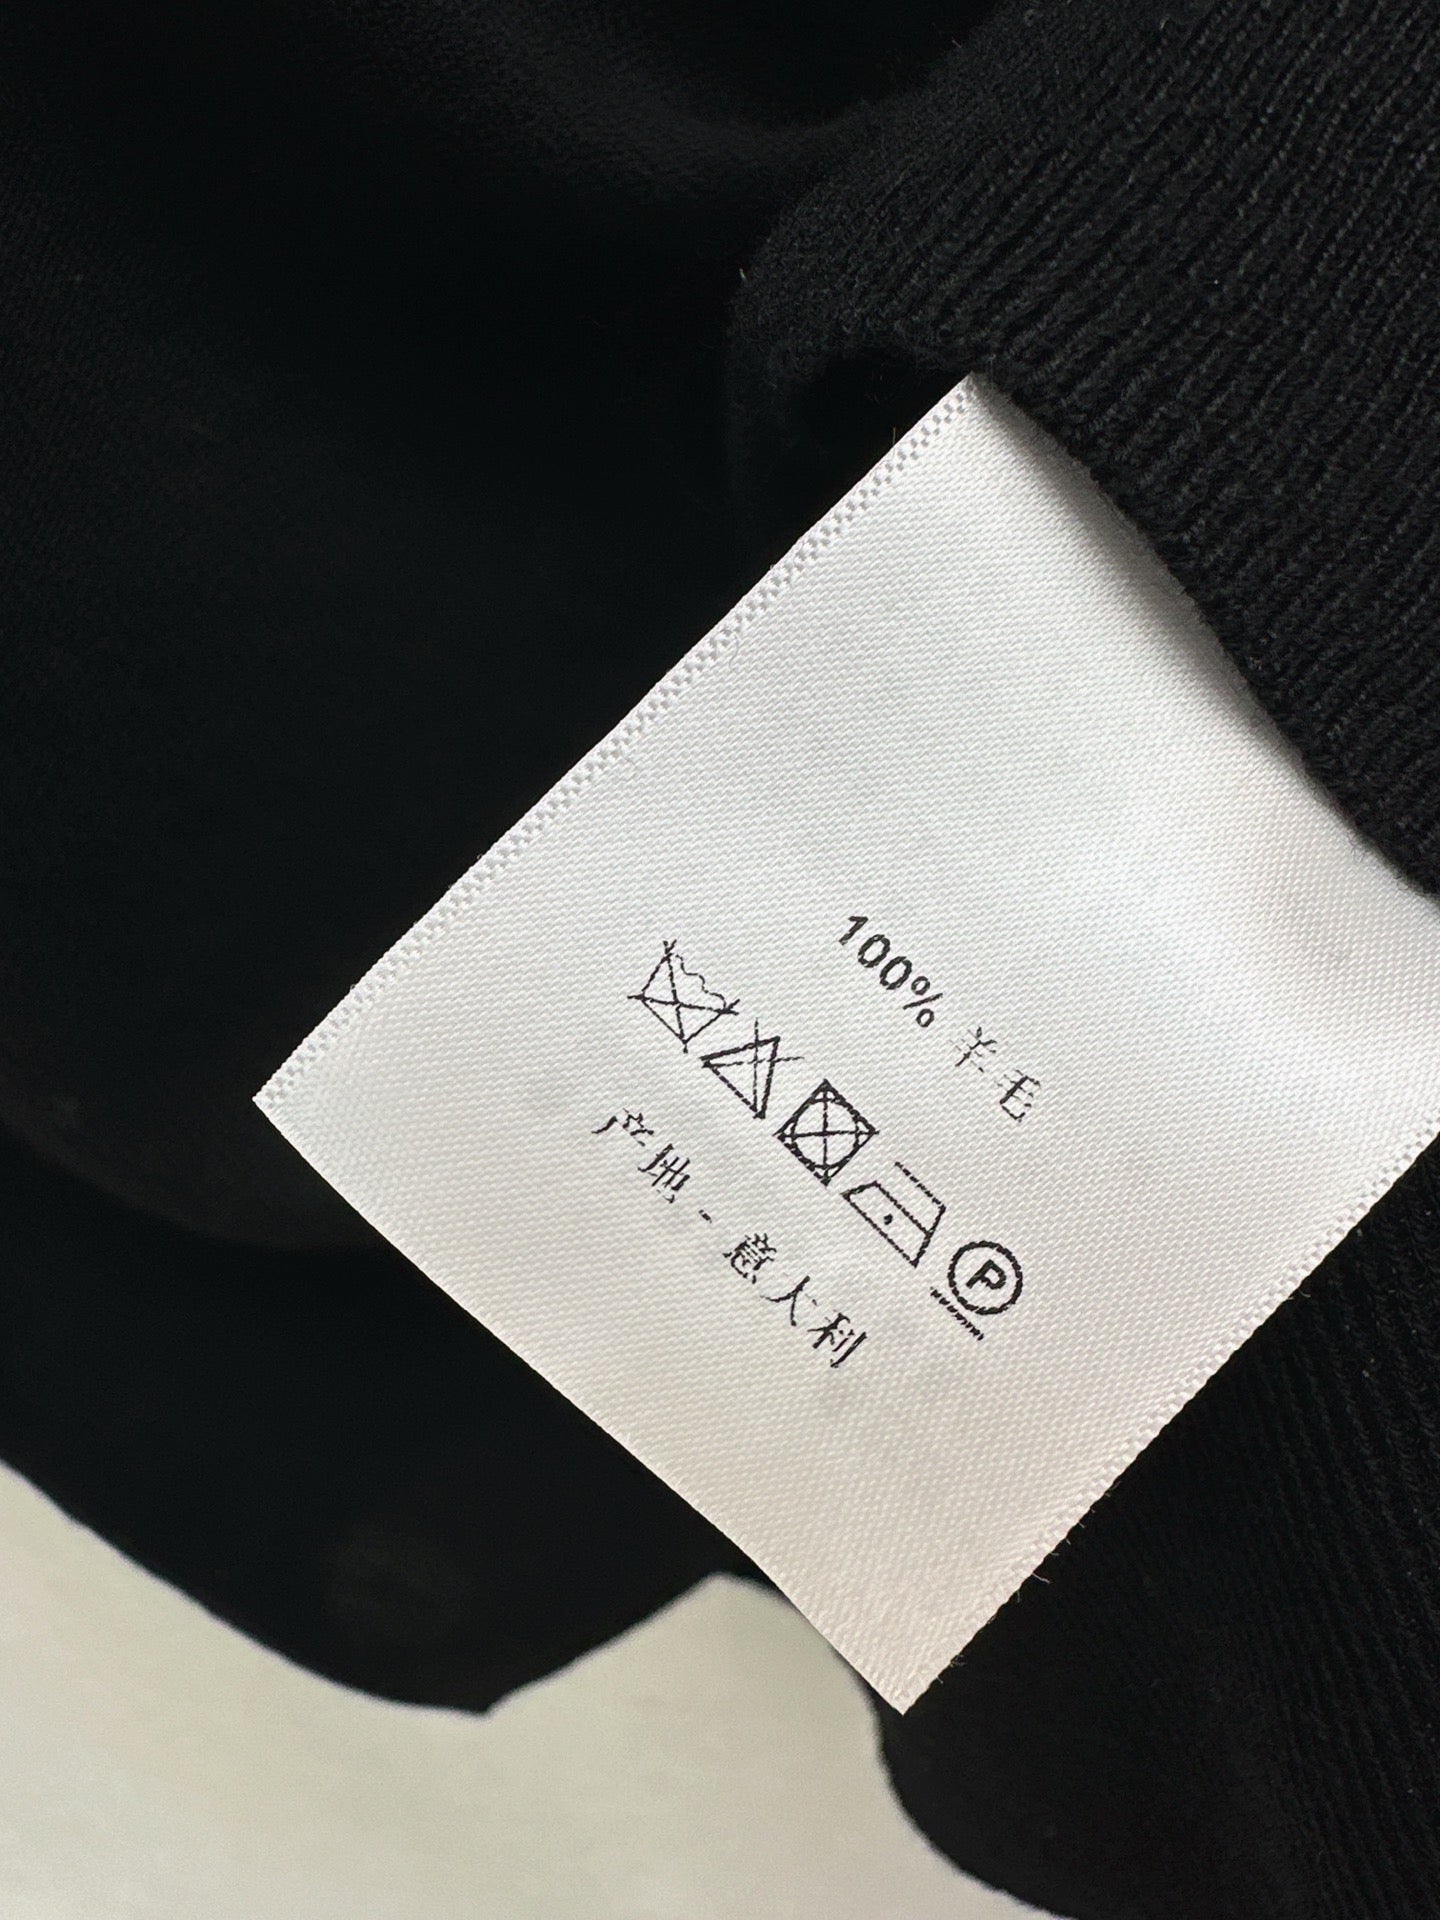 100% 羊毛
P
产地 - 意大利